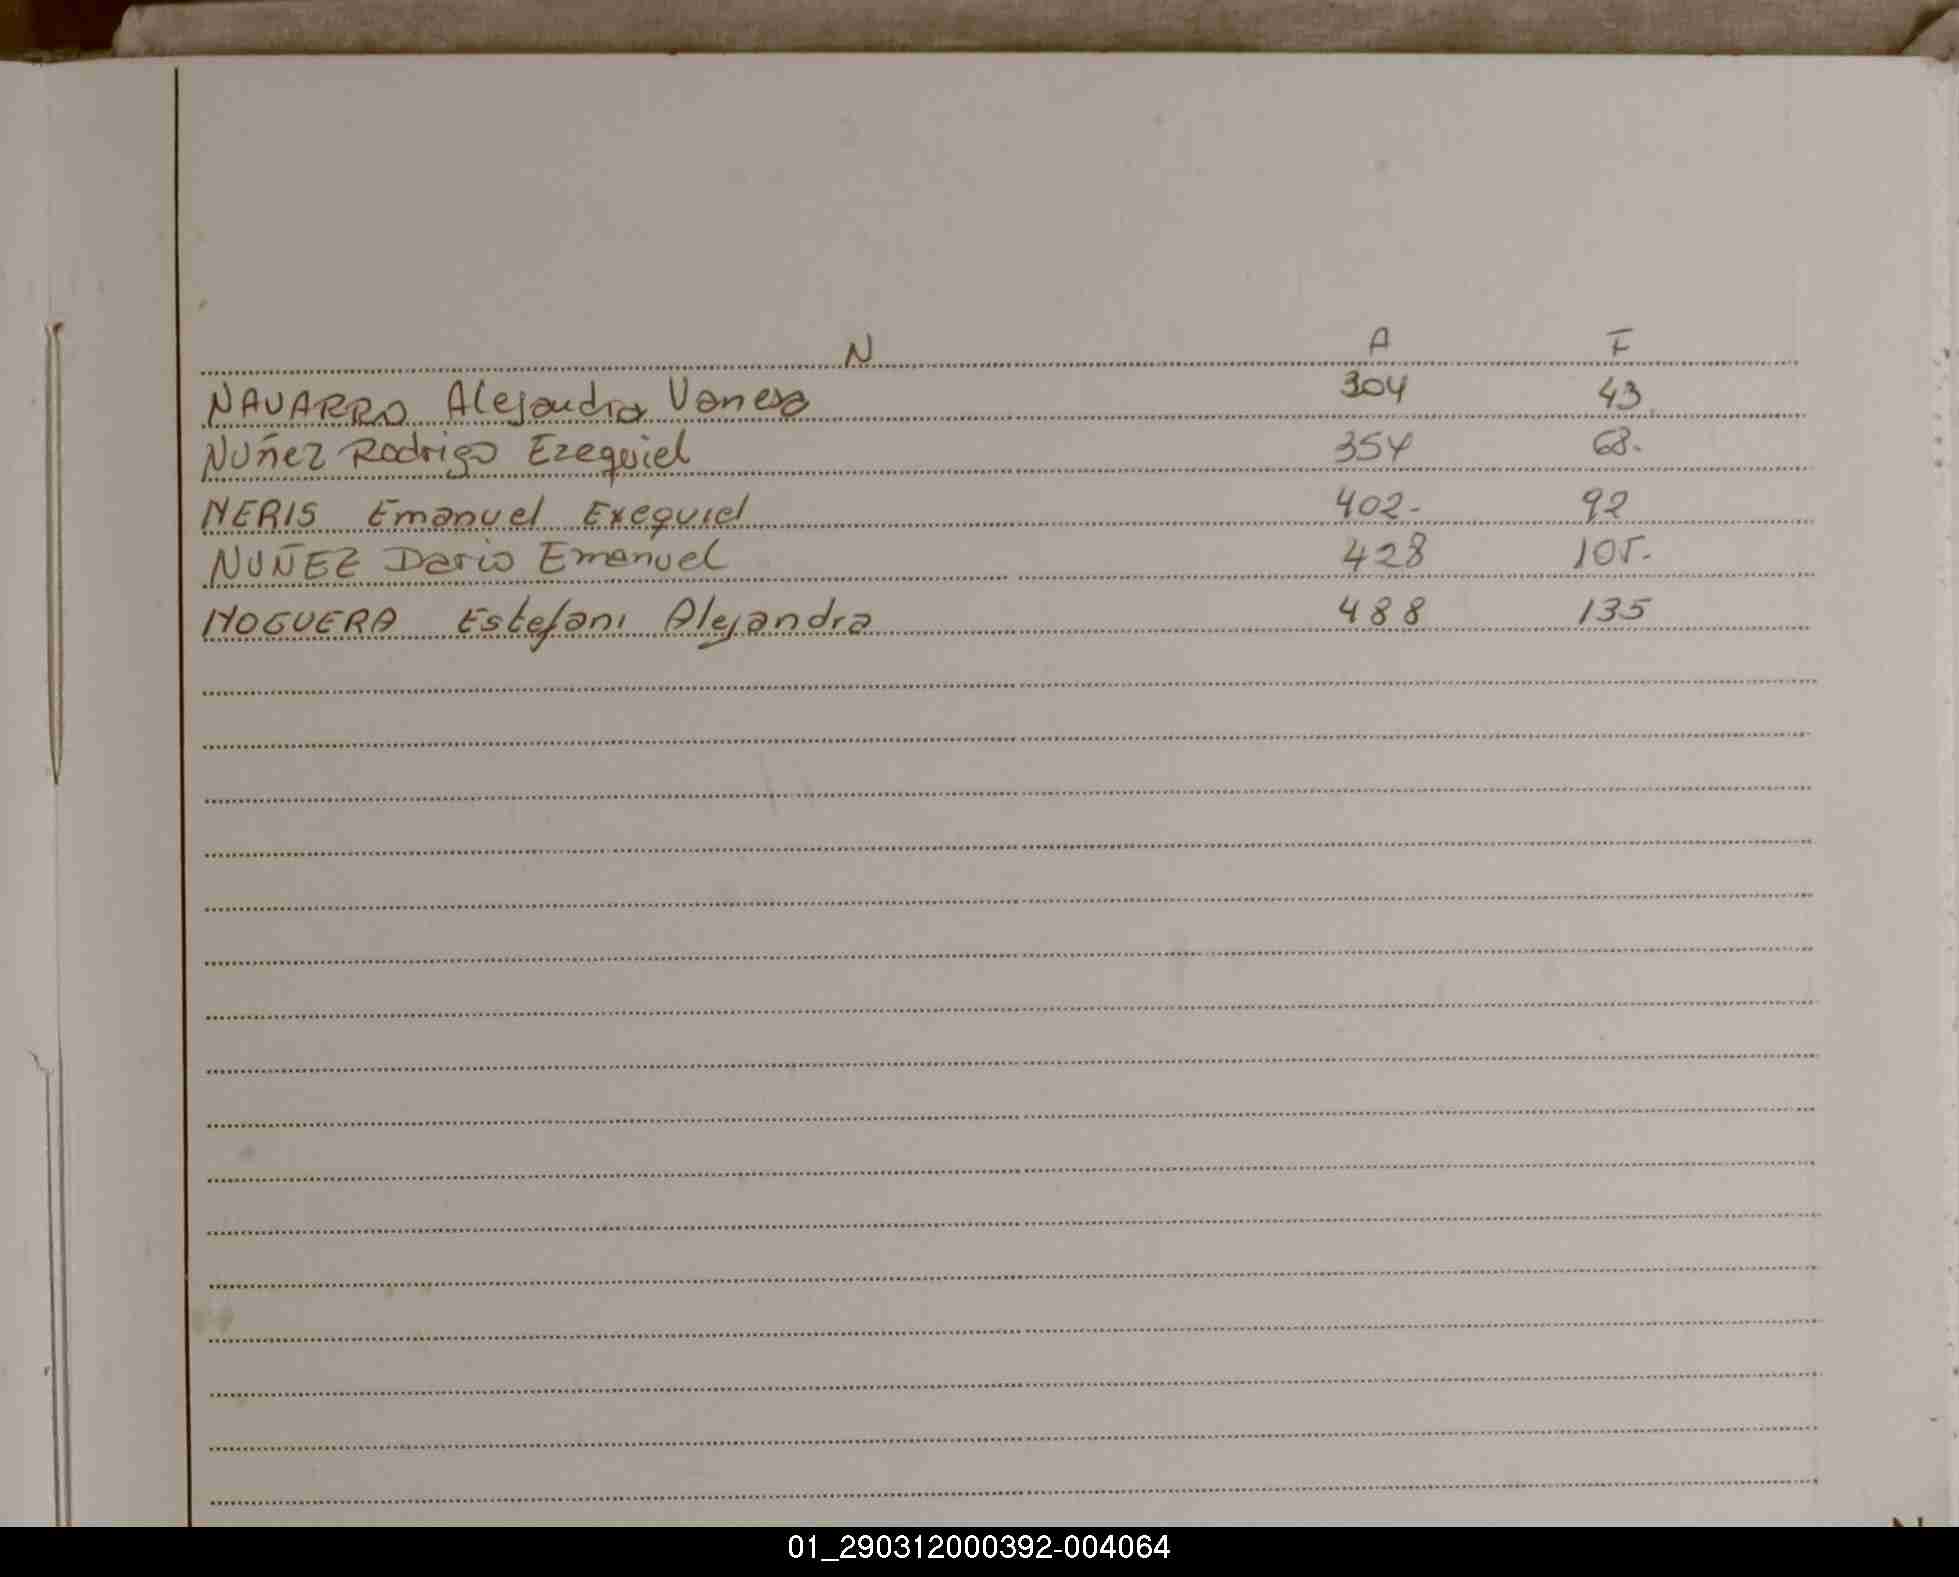 N A F
NAVARRO Alejandra Vanesa 304 43.
Nuñez Rodrigo Ezequiel 354 68.
NERIS Emanuel Exequiel 402- 92
NUÑEZ Dario Emanuel 428 105.
NOGUERA Estefani Alejandra 488 135
01_290312000392-004064